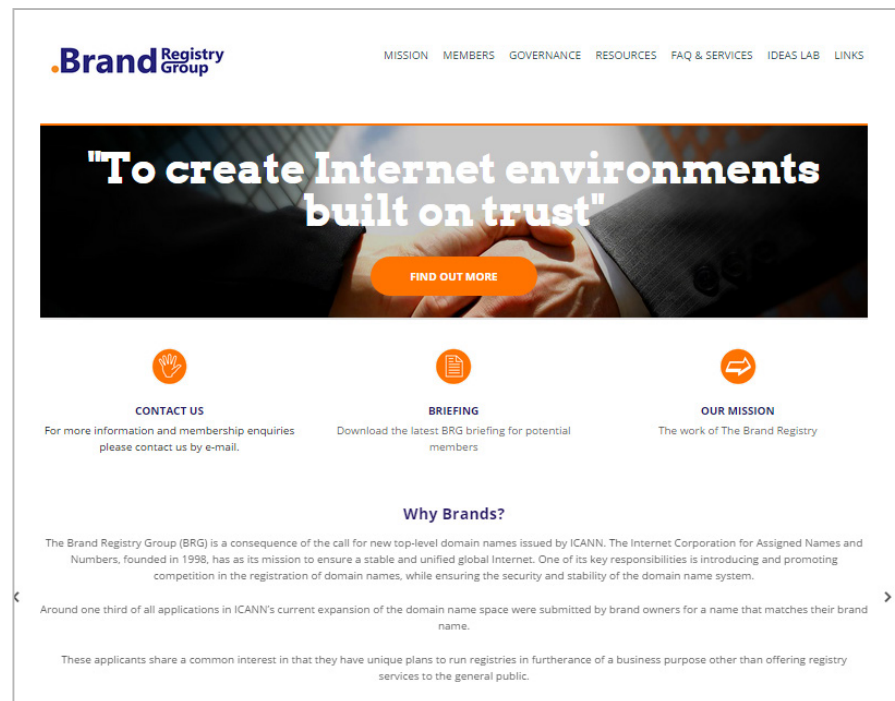 .Brand Registry Group
MISSION MEMBERS GOVERNANCE RESOURCES FAQ & SERVICES IDEAS LAB LINKS
"To create Internet environments
built on trust"
FIND OUT MORE
CONTACT US
For more information and membership enquiries
please contact us by e-mail.
BRIEFING
Download the latest BRG briefing for potential
members
OUR MISSION
The work of The Brand Registry
Why Brands?
The Brand Registry Group (BRG) is a consequence of the call for new top-level domain names issued by ICANN. The Internet Corporation for Assigned Names and
Numbers, founded in 1998, has as its mission to ensure a stable and unified global Internet. One of its key responsibilities is introducing and promoting
competition in the registration of domain names, while ensuring the security and stability of the domain name system.
Around one third of all applications in ICANN's current expansion of the domain name space were submitted by brand owners for a name that matches their brand
name.
These applicants share a common interest in that they have unique plans to run registries in furtherance of a business purpose other than offering registry
services to the general public.